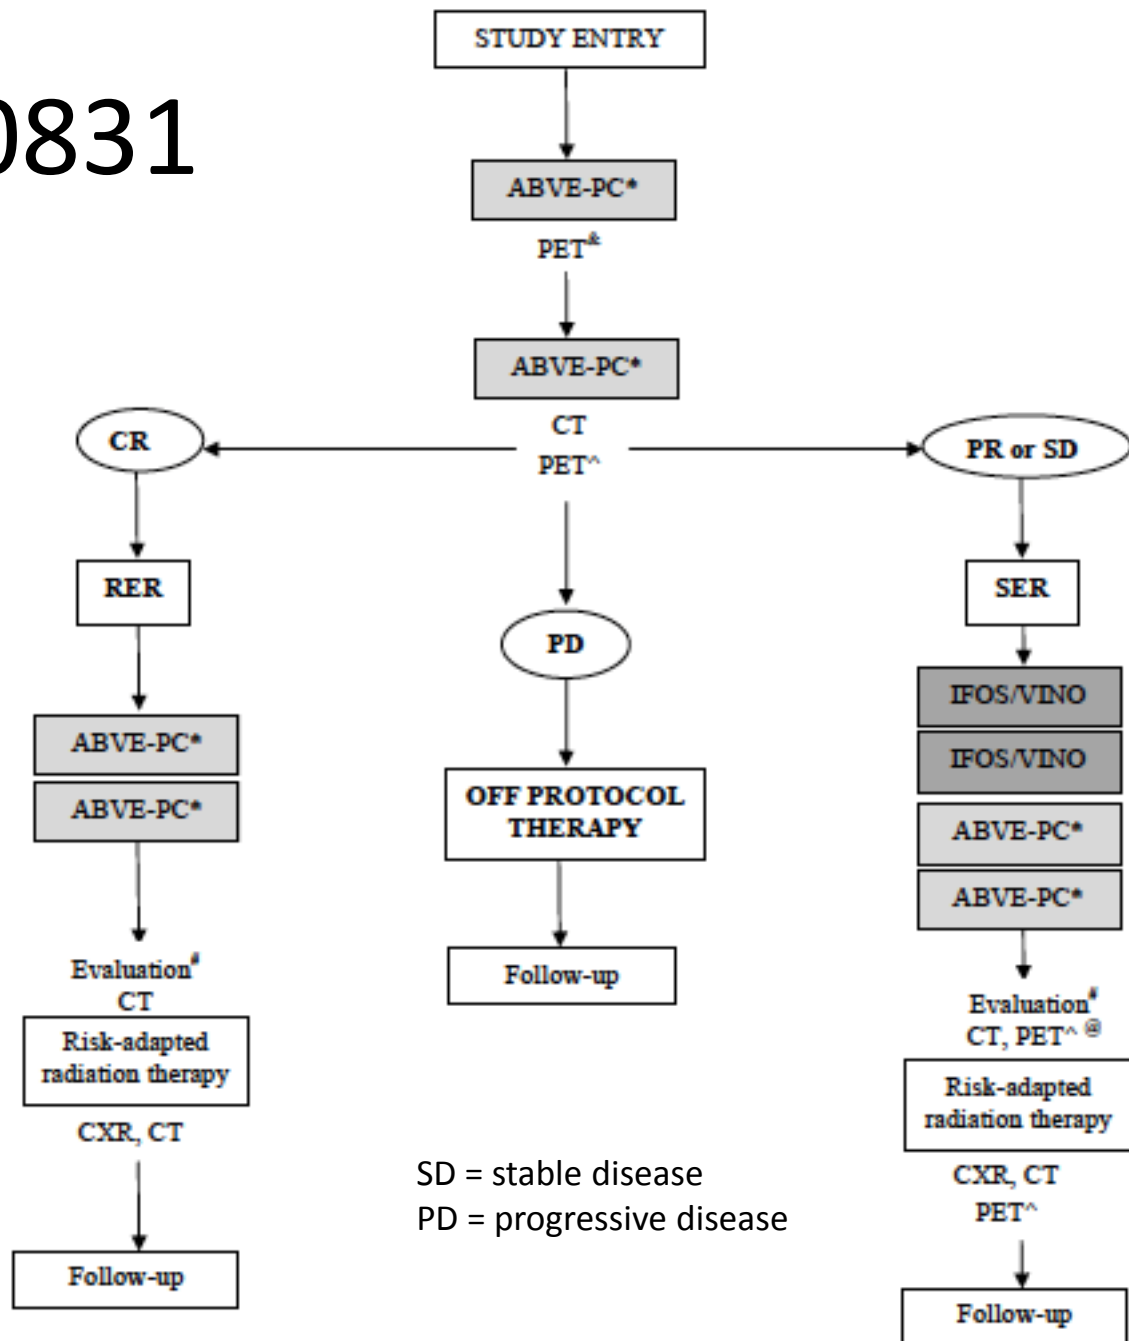 0831
STUDY ENTRY
ABVE-PC*
PET&
ABVE-PC*
CT
PET^
CR
RER
ABVE-PC*
ABVE-PC*
Evaluation#
CT
Risk-adapted
radiation therapy
CXR, CT
Follow-up
PD
OFF PROTOCOL
THERAPY
Follow-up
PR or SD
SER
IFOS/VINO
IFOS/VINO
ABVE-PC*
ABVE-PC*
Evaluation#
CT, PET^ @
Risk-adapted
radiation therapy
CXR, CT
PET^
Follow-up
SD = stable disease
PD = progressive disease